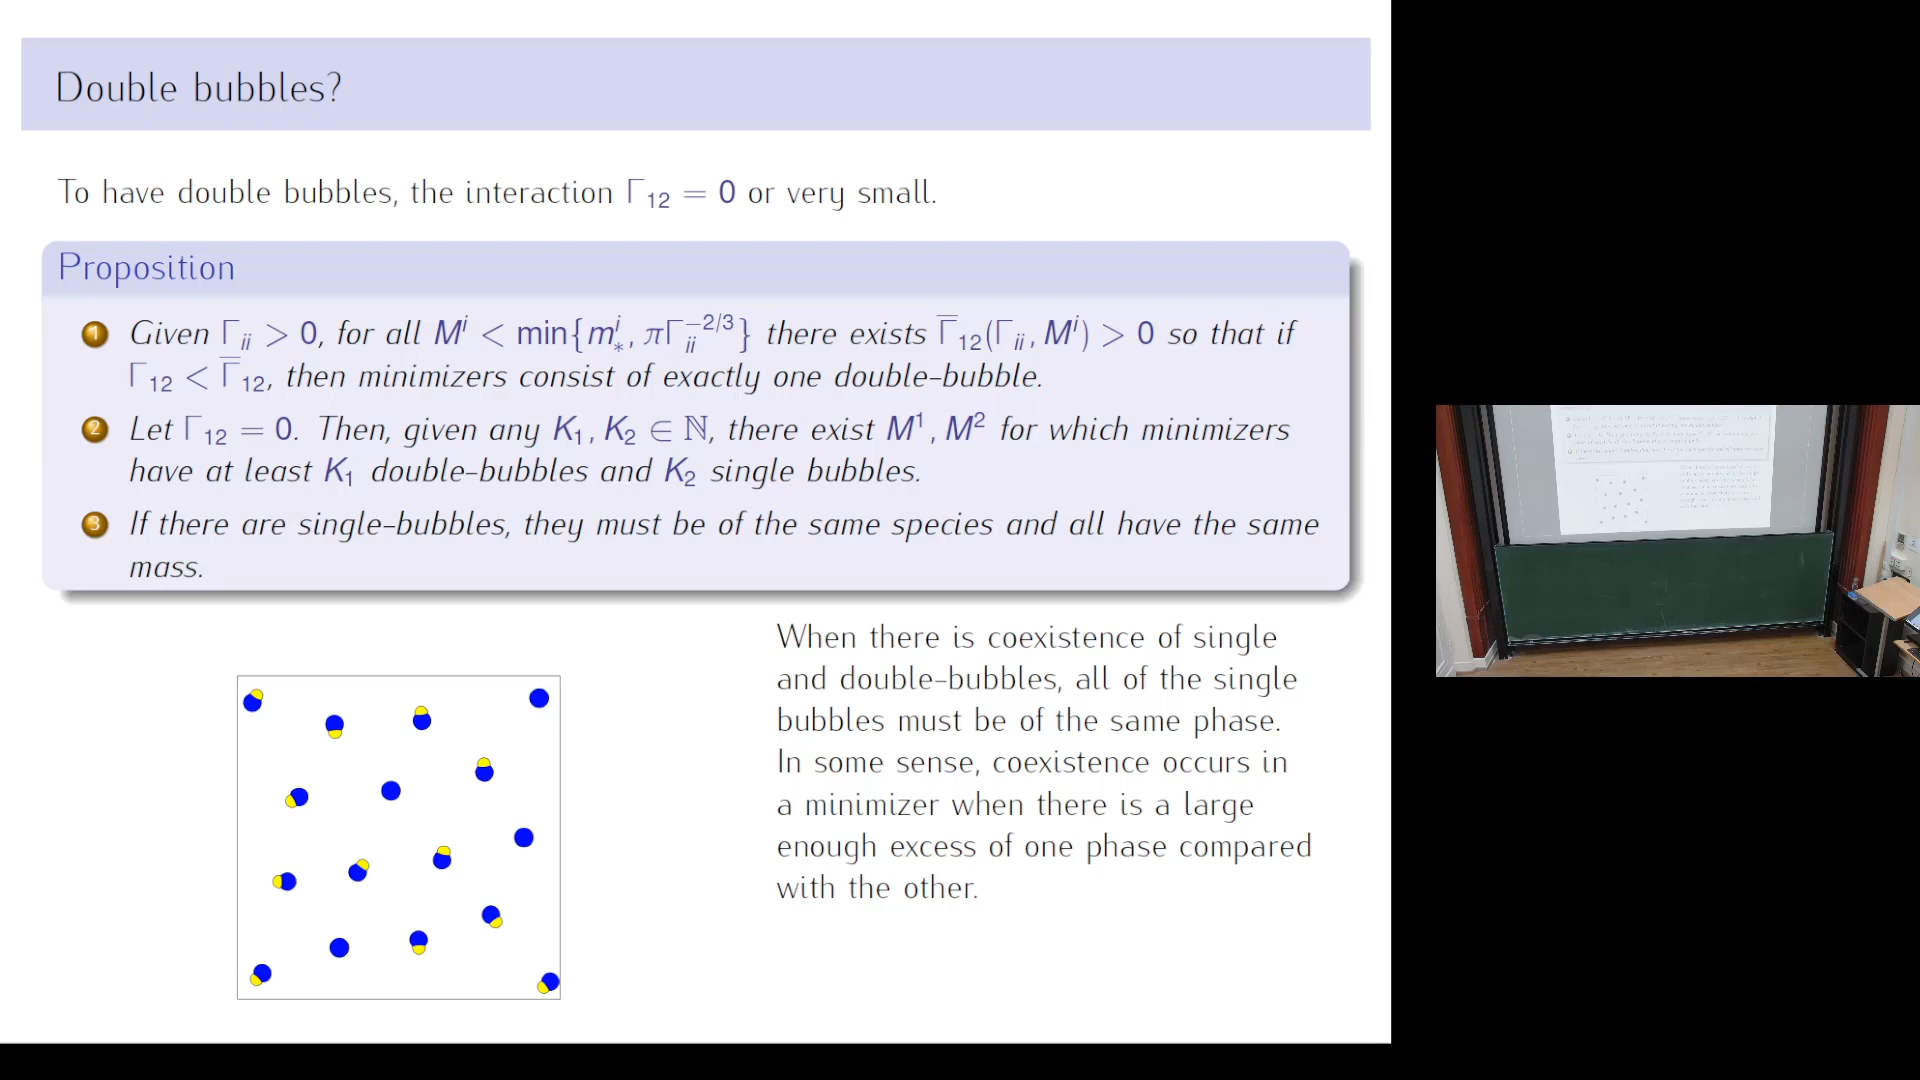 Double bubbles?
To have double bubbles, the interaction Γ₁₂ = 0 or very small.
Proposition
1 Given Γᵢᵢ > 0, for all Mⁱ < min{m∗ⁱ, πΓᵢᵢ^{−2/3}} there exists Γ̅₁₂(Γᵢᵢ, Mⁱ) > 0 so that if
Γ₁₂ < Γ̅₁₂, then minimizers consist of exactly one double-bubble.
2 Let Γ₁₂ = 0. Then, given any K₁, K₂ ∈ ℕ, there exist M¹, M² for which minimizers
have at least K₁ double-bubbles and K₂ single bubbles.
3 If there are single-bubbles, they must be of the same species and all have the same
mass.
When there is coexistence of single
and double-bubbles, all of the single
bubbles must be of the same phase.
In some sense, coexistence occurs in
a minimizer when there is a large
enough excess of one phase compared
with the other.